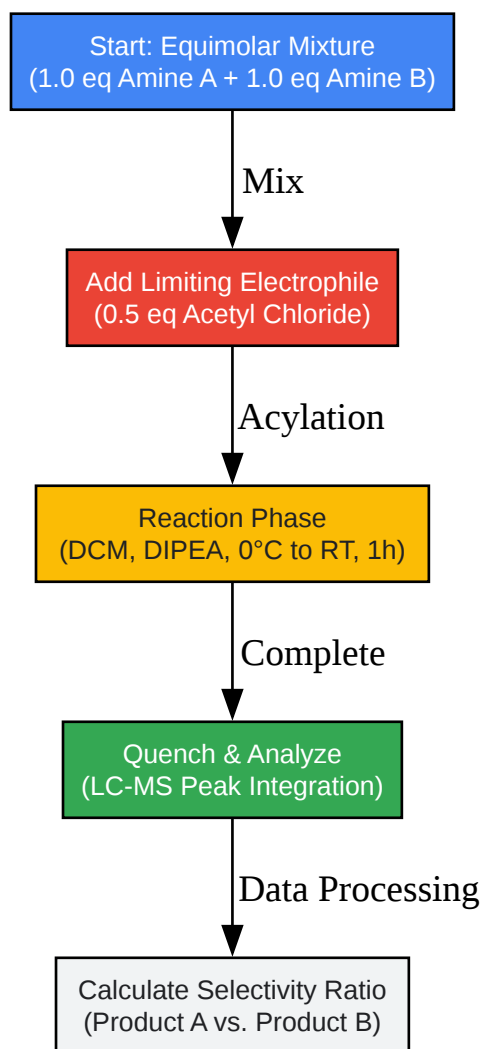 Start: Equimolar Mixture
(1.0 eq Amine A + 1.0 eq Amine B)
Mix
Add Limiting Electrophile
(0.5 eq Acetyl Chloride)
Acylation
Reaction Phase
(DCM, DIPEA, 0°C to RT, 1h)
Complete
Quench & Analyze
(LC-MS Peak Integration)
Data Processing
Calculate Selectivity Ratio
(Product A vs. Product B)